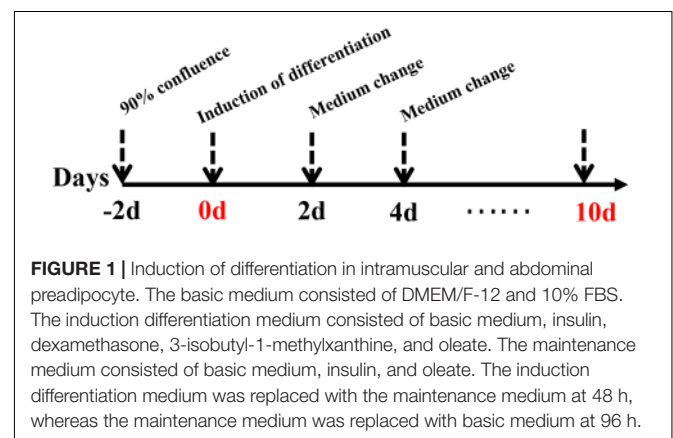 90% confluence
Induction of differentiation
Medium change
Medium change
Days
-2d 0d 2d 4d …… 10d
FIGURE 1 | Induction of differentiation in intramuscular and abdominal
preadipocyte. The basic medium consisted of DMEM/F-12 and 10% FBS.
The induction differentiation medium consisted of basic medium, insulin,
dexamethasone, 3-isobutyl-1-methylxanthine, and oleate. The maintenance
medium consisted of basic medium, insulin, and oleate. The induction
differentiation medium was replaced with the maintenance medium at 48 h,
whereas the maintenance medium was replaced with basic medium at 96 h.